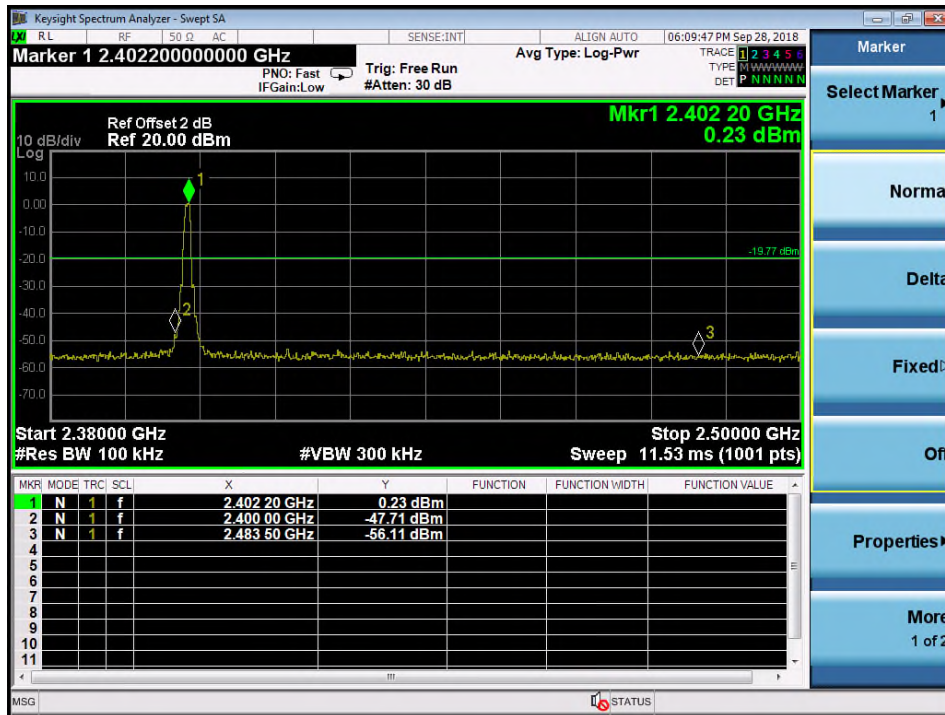 Keysight Spectrum Analyzer - Swept SA
LXI RL RF 50 Ω AC SENSE:INT ALIGN AUTO 06:09:47 PM Sep 28, 2018
Marker 1 2.402200000000 GHz
PNO: Fast
IFGain:Low
Trig: Free Run
#Atten: 30 dB
Avg Type: Log-Pwr
TRACE 1 2 3 4 5 6
TYPE M WWWWW
DET P N N N N N
Ref Offset 2 dB
10 dB/div Ref 20.00 dBm
Log
Mkr1 2.402 20 GHz
0.23 dBm
10.0
1
0.00
-10.0
-19.77 dBm
-20.0
-30.0
-40.0
2
3
-50.0
-60.0
-70.0
Start 2.38000 GHz Stop 2.50000 GHz
#Res BW 100 kHz #VBW 300 kHz Sweep 11.53 ms (1001 pts)
MKR MODE TRC SCL X Y FUNCTION FUNCTION WIDTH FUNCTION VALUE
1 N 1 f 2.402 20 GHz 0.23 dBm
2 N 1 f 2.400 00 GHz -47.71 dBm
3 N 1 f 2.483 50 GHz -56.11 dBm
4
5
6
7
8
9
10
11
MSG STATUS
Marker
Select Marker
1
Norma
Delta
Fixed
Off
Properties
More
1 of 2